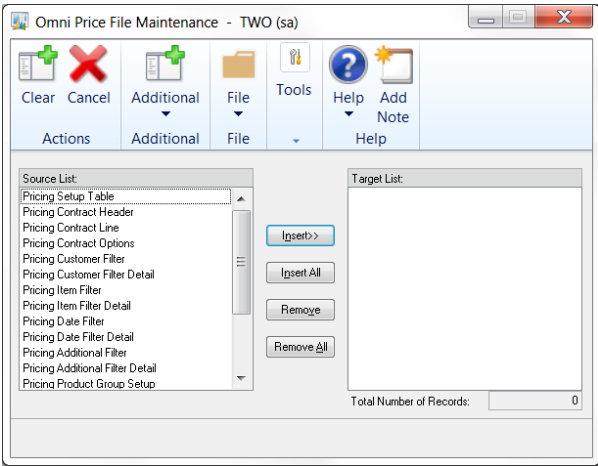 Omni Price File Maintenance - TWO (sa)
Clear Cancel Additional File Tools Help Add Note
Actions Additional File Help
Source List:
Pricing Setup Table
Pricing Contract Header
Pricing Contract Line
Pricing Contract Options
Pricing Customer Filter
Pricing Customer Filter Detail
Pricing Item Filter
Pricing Item Filter Detail
Pricing Date Filter
Pricing Date Filter Detail
Pricing Additional Filter
Pricing Additional Filter Detail
Pricing Product Group Setup
Insert>>
Insert All
Remove
Remove All
Target List:
Total Number of Records: 0